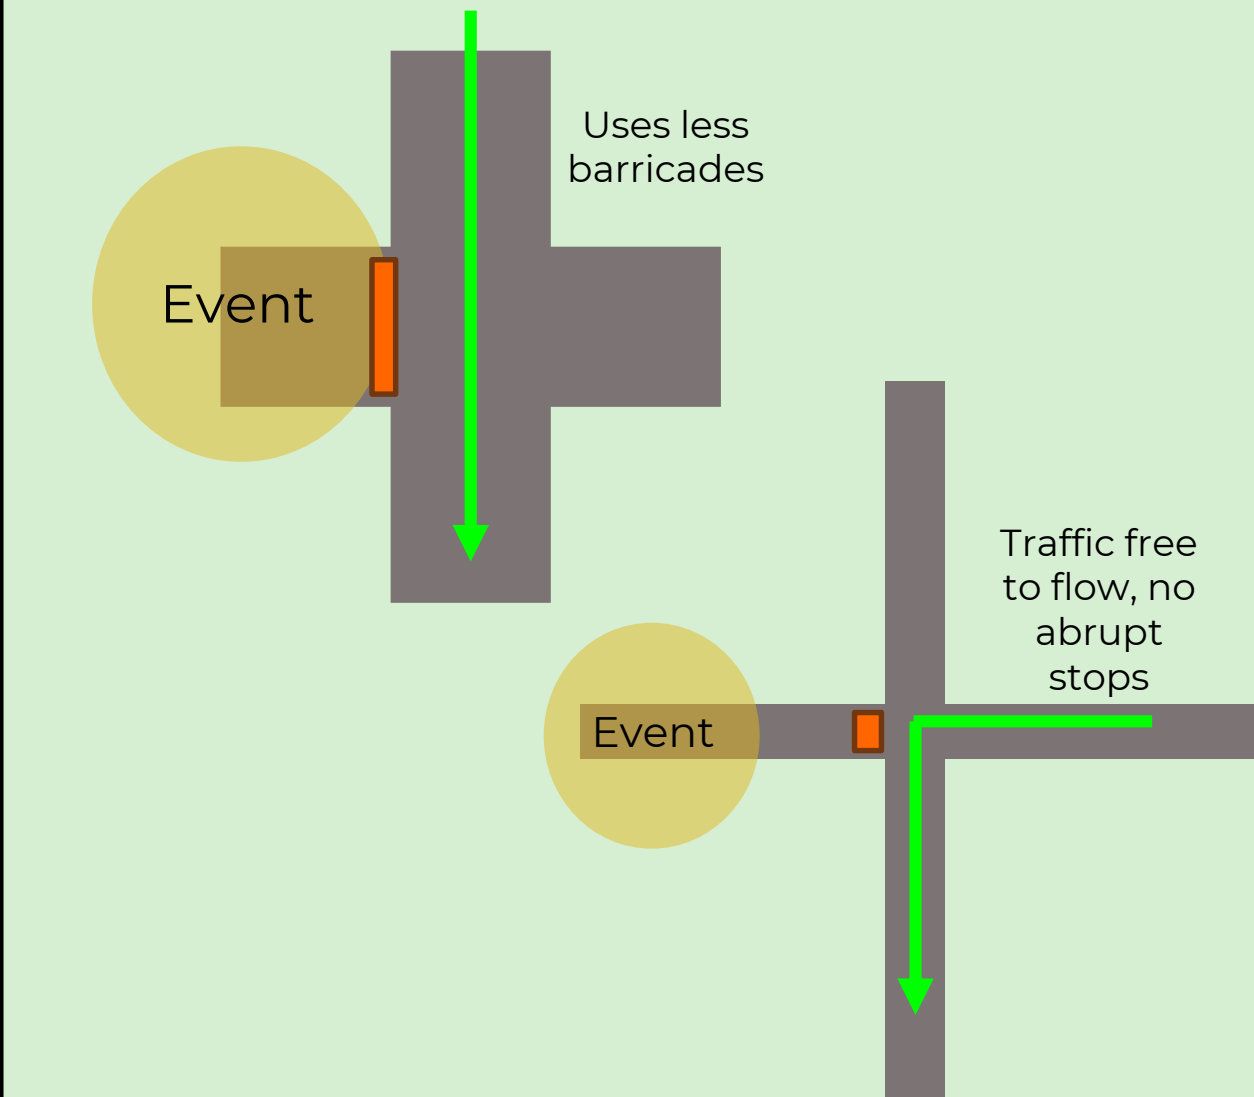 Uses less
barricades
Event
Traffic free
to flow, no
abrupt
stops
Event